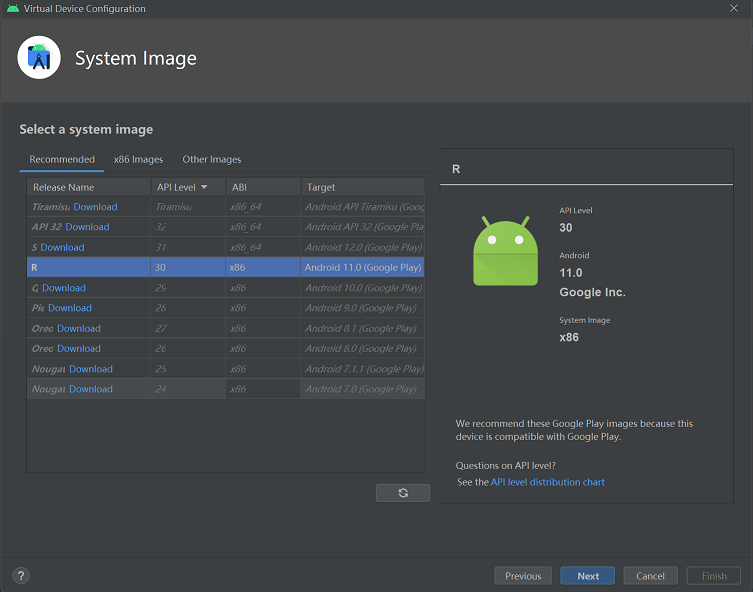 Virtual Device Configuration
System Image
Select a system image
Recommended x86 Images Other Images
Release Name API Level ABI Target
Tiramisu Download Tiramisu x86_64 Android API Tiramisu (Goog
API 32 Download 32 x86_64 Android API 32 (Google Pla
S Download 31 x86_64 Android 12.0 (Google Play)
R 30 x86 Android 11.0 (Google Play)
Q Download 29 x86 Android 10.0 (Google Play)
Pie Download 28 x86 Android 9.0 (Google Play)
Oreo Download 27 x86 Android 8.1 (Google Play)
Oreo Download 26 x86 Android 8.0 (Google Play)
Nougat Download 25 x86 Android 7.1.1 (Google Play)
Nougat Download 24 x86 Android 7.0 (Google Play)
R
API Level
30
Android
11.0
Google Inc.
System Image
x86
We recommend these Google Play images because this
device is compatible with Google Play.
Questions on API level?
See the API level distribution chart
? Previous Next Cancel Finish